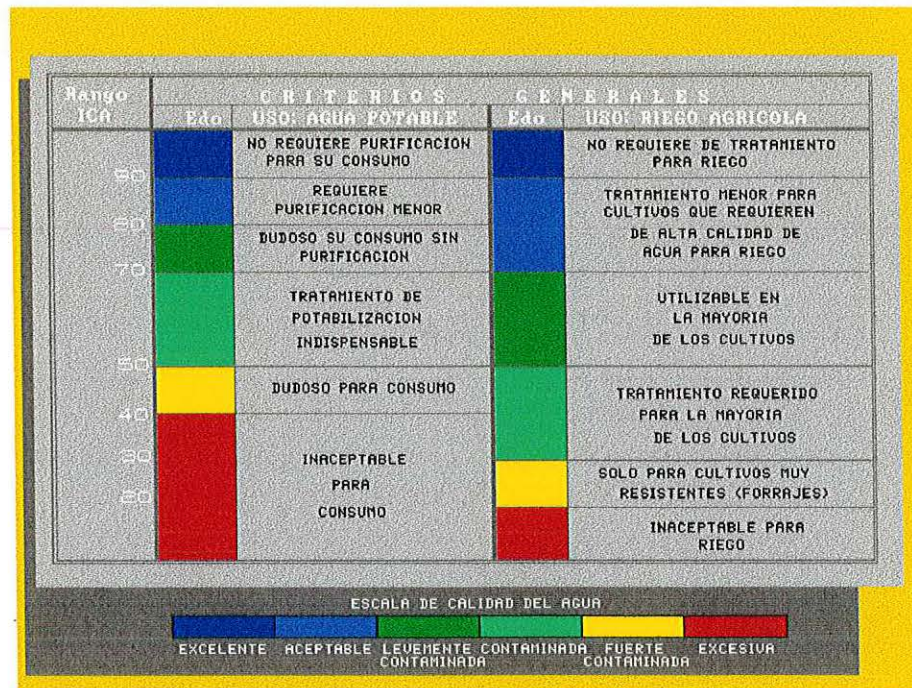 Rango
ICA
CRITERIOS GENERALES
Edo USO: AGUA POTABLE Edo USO: RIEGO AGRICOLA
NO REQUIERE PURIFICACION
PARA SU CONSUMO
NO REQUIERE DE TRATAMIENTO
PARA RIEGO
90
REQUIERE
PURIFICACION MENOR
TRATAMIENTO MENOR PARA
CULTIVOS QUE REQUIEREN
DE ALTA CALIDAD DE
AGUA PARA RIEGO
80
DUDOSO SU CONSUMO SIN
PURIFICACION
70
TRATAMIENTO DE
POTABILIZACION
INDISPENSABLE
UTILIZABLE EN
LA MAYORIA
DE LOS CULTIVOS
50
DUDOSO PARA CONSUMO
TRATAMIENTO REQUERIDO
PARA LA MAYORIA
DE LOS CULTIVOS
40
INACEPTABLE
PARA
CONSUMO
30
SOLO PARA CULTIVOS MUY
RESISTENTES (FORRAJES)
20
INACEPTABLE PARA
RIEGO
ESCALA DE CALIDAD DEL AGUA
EXCELENTE ACEPTABLE LEVEMENTE CONTAMINADA FUERTE EXCESIVA
CONTAMINADA CONTAMINADA